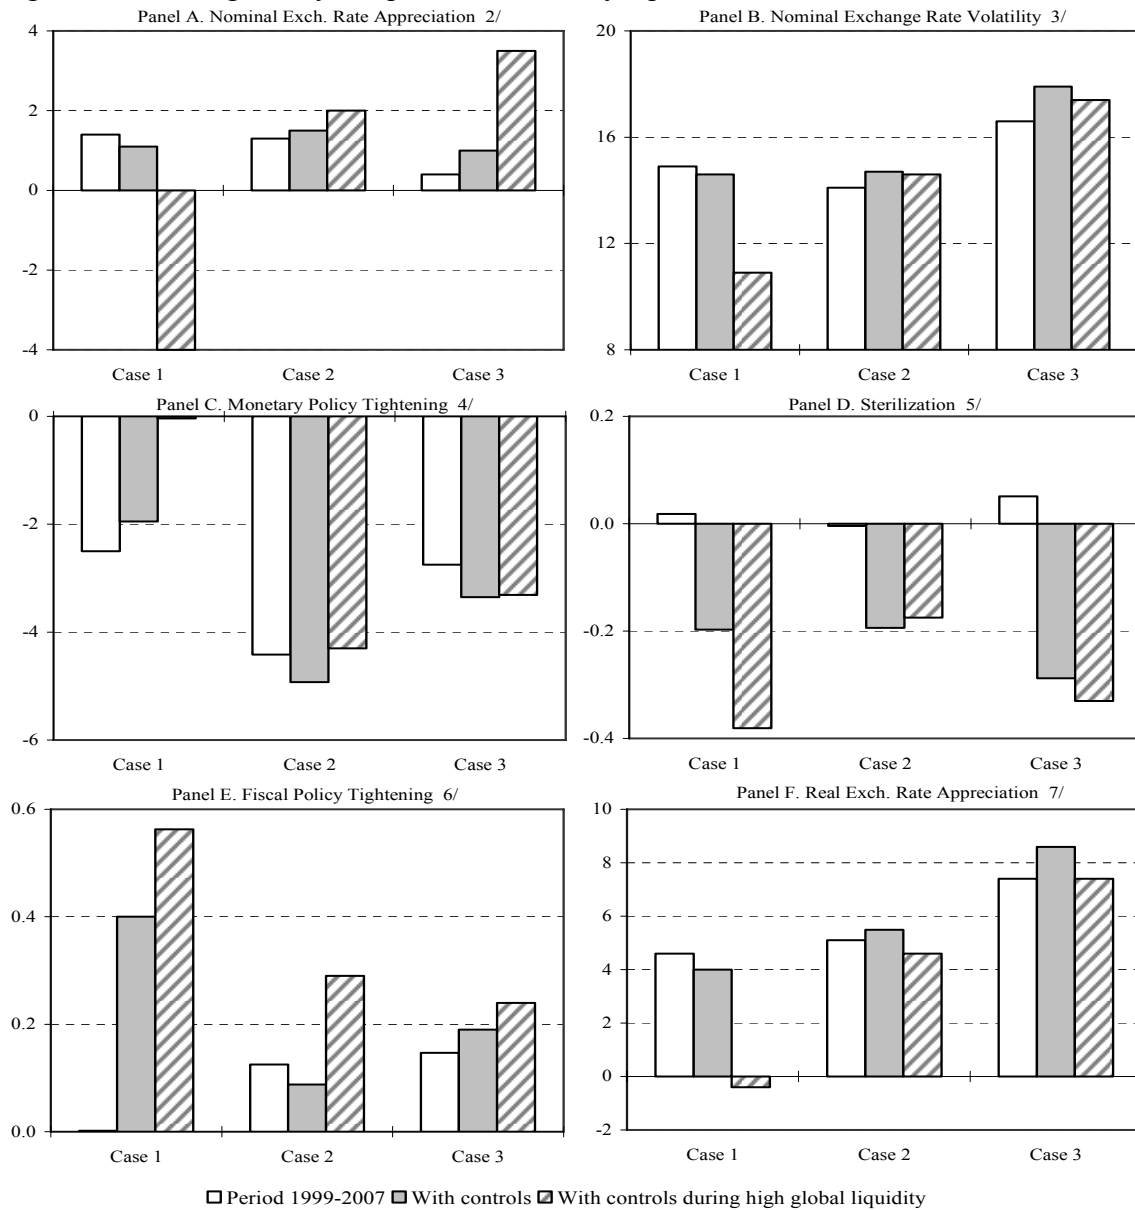 Panel A. Nominal Exch. Rate Appreciation 2/
4
2
0
-2
-4
Case 1 Case 2 Case 3
Panel B. Nominal Exchange Rate Volatility 3/
20
16
12
8
Case 1 Case 2 Case 3
Panel C. Monetary Policy Tightening 4/
0
-2
-4
-6
Case 1 Case 2 Case 3
Panel D. Sterilization 5/
0.2
0.0
-0.2
-0.4
Case 1 Case 2 Case 3
Panel E. Fiscal Policy Tightening 6/
0.6
0.4
0.2
0.0
Case 1 Case 2 Case 3
Panel F. Real Exch. Rate Appreciation 7/
10
8
6
4
2
0
-2
Case 1 Case 2 Case 3
Period 1999-2007 With controls With controls during high global liquidity